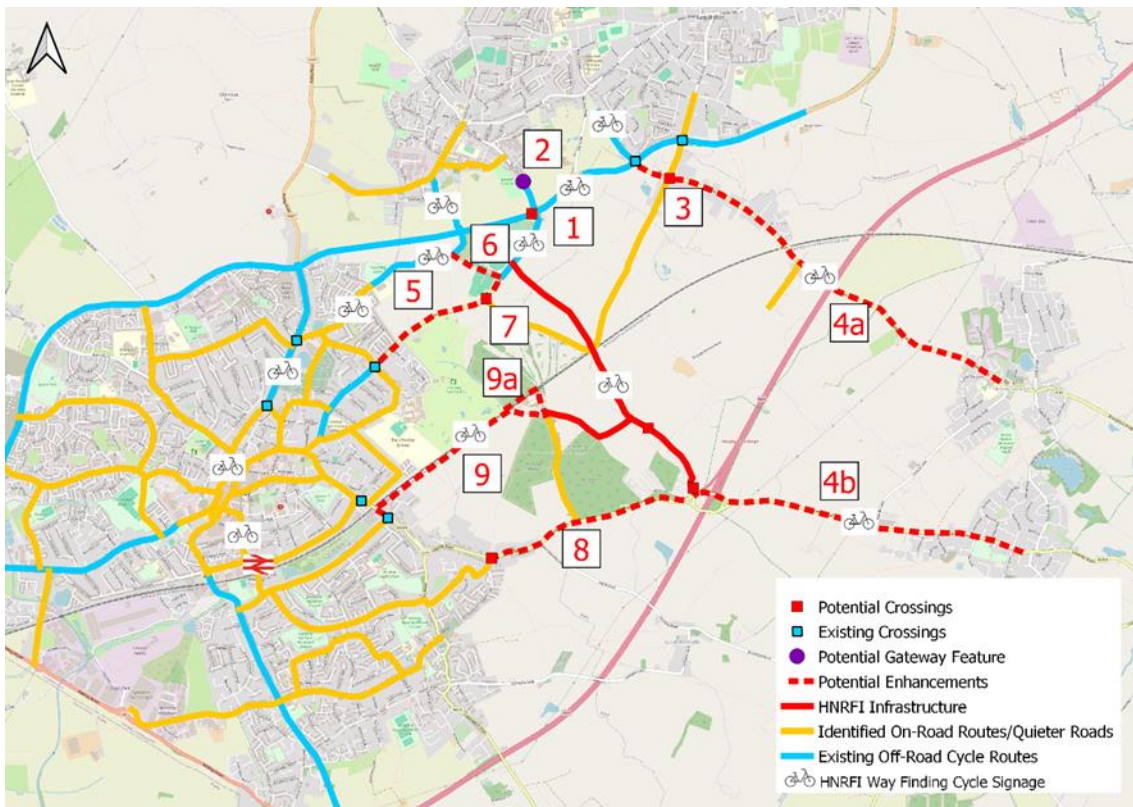 2
1
3
6
5
7
4a
9a
9
4b
8
Potential Crossings
Existing Crossings
Potential Gateway Feature
Potential Enhancements
HNRFI Infrastructure
Identified On-Road Routes/Quieter Roads
Existing Off-Road Cycle Routes
HNRFI Way Finding Cycle Signage